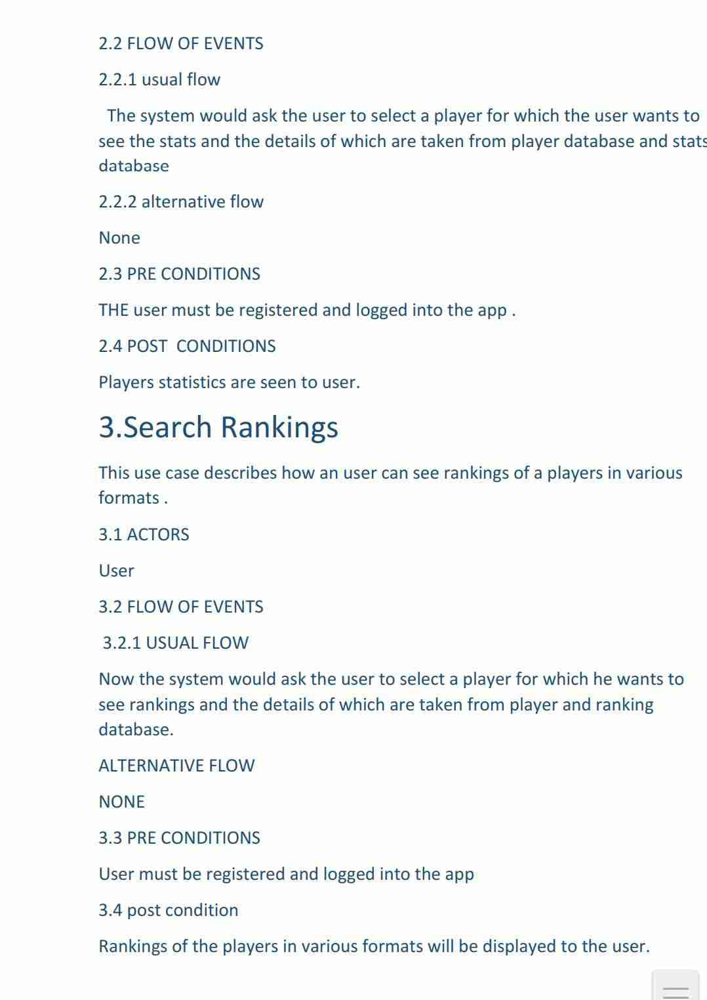 2.2 FLOW OF EVENTS
2.2.1 usual flow
The system would ask the user to select a player for which the user wants to
see the stats and the details of which are taken from player database and stats
database
2.2.2 alternative flow
None
2.3 PRE CONDITIONS
THE user must be registered and logged into the app .
2.4 POST  CONDITIONS
Players statistics are seen to user.
3.Search Rankings
This use case describes how an user can see rankings of a players in various
formats .
3.1 ACTORS
User
3.2 FLOW OF EVENTS
3.2.1 USUAL FLOW
Now the system would ask the user to select a player for which he wants to
see rankings and the details of which are taken from player and ranking
database.
ALTERNATIVE FLOW
NONE
3.3 PRE CONDITIONS
User must be registered and logged into the app
3.4 post condition
Rankings of the players in various formats will be displayed to the user.